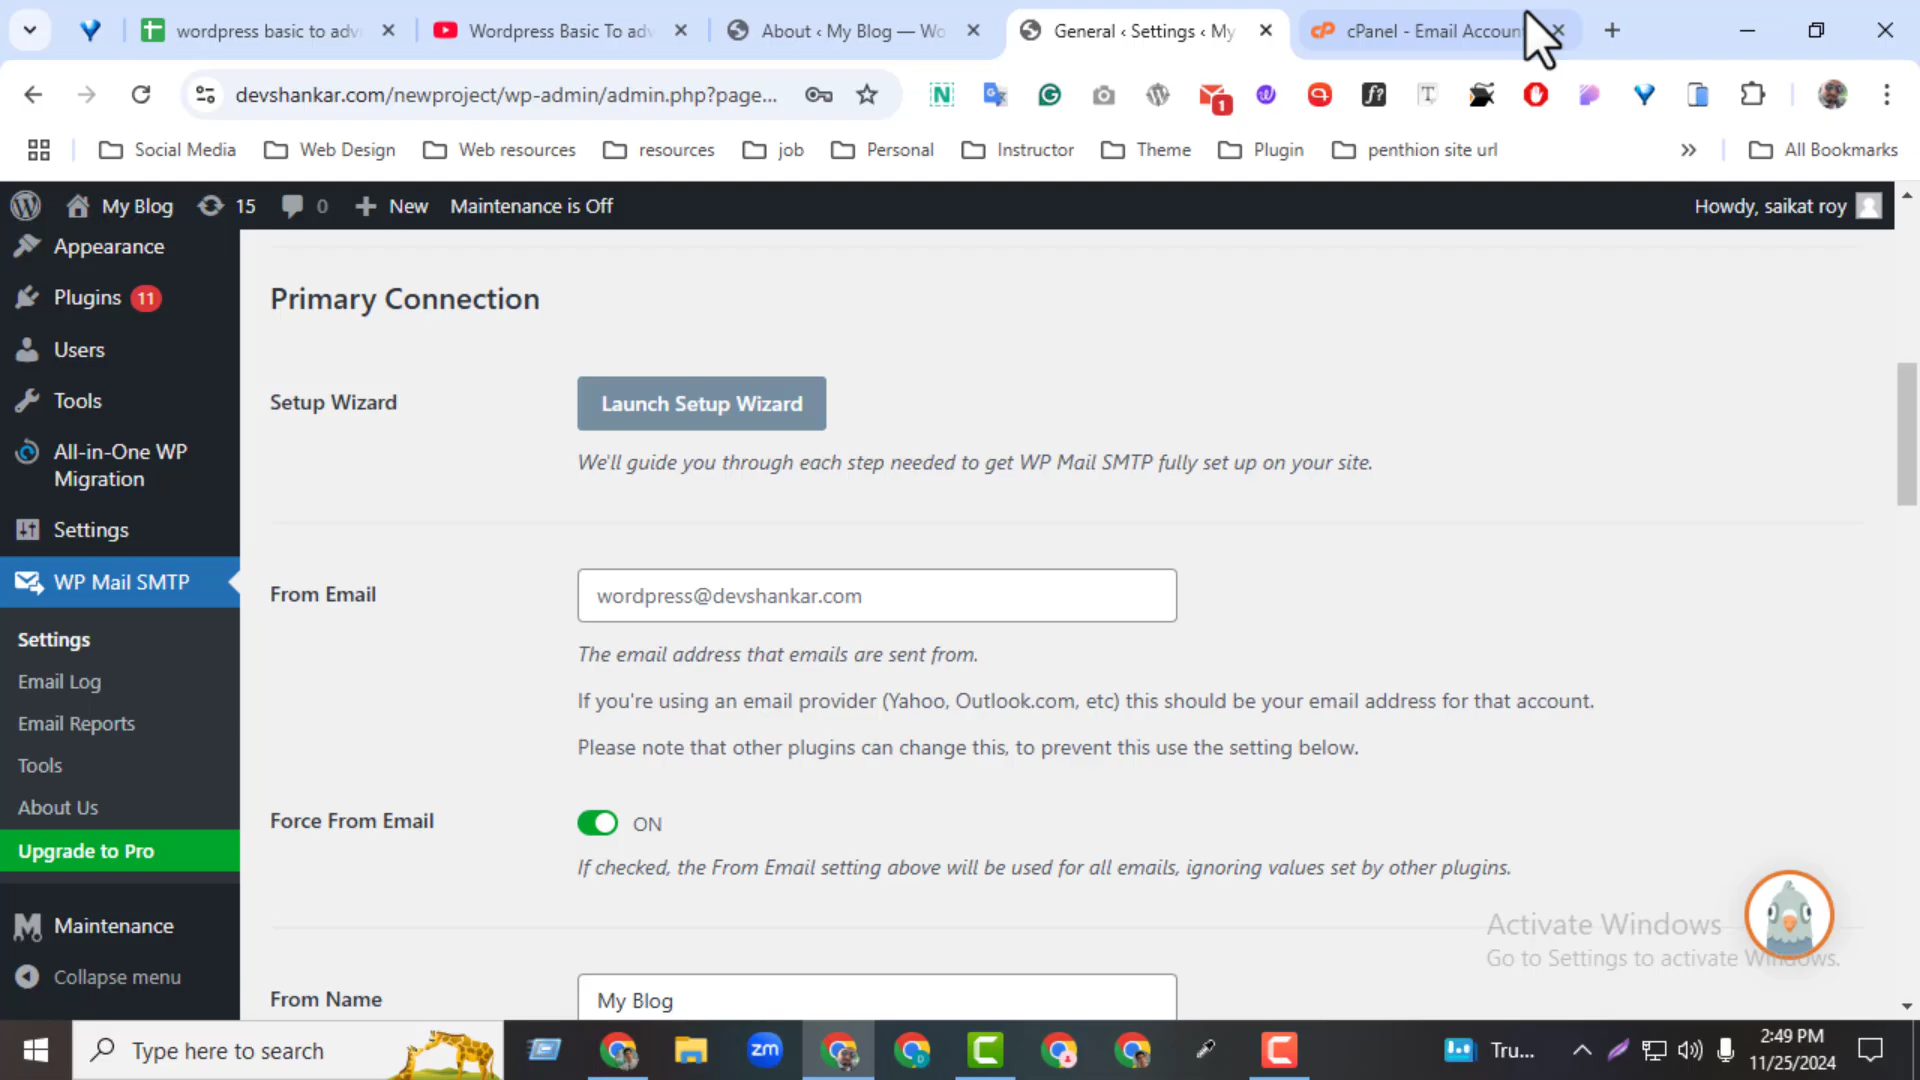 wordpress basic to adv
Wordpress Basic To adv
About ‹ My Blog — Wo
General ‹ Settings ‹ My
cPanel - Email Accoun
devshankar.com/newproject/wp-admin/admin.php?page...
1
Social Media
Web Design
Web resources
resources
job
Personal
Instructor
Theme
Plugin
penthion site url
All Bookmarks
My Blog
15
0
New
Maintenance is Off
Howdy, saikat roy
Appearance
Plugins 11
Users
Tools
All-in-One WP
Migration
Settings
WP Mail SMTP
Settings
Email Log
Email Reports
Tools
About Us
Upgrade to Pro
Maintenance
Collapse menu
Primary Connection
Setup Wizard
Launch Setup Wizard
We'll guide you through each step needed to get WP Mail SMTP fully set up on your site.
From Email
wordpress@devshankar.com
The email address that emails are sent from.
If you're using an email provider (Yahoo, Outlook.com, etc) this should be your email address for that account.
Please note that other plugins can change this, to prevent this use the setting below.
Force From Email
ON
If checked, the From Email setting above will be used for all emails, ignoring values set by other plugins.
From Name
My Blog
Activate Windows
Go to Settings to activate Windows.
Type here to search
zm
Tru...
2:49 PM
11/25/2024